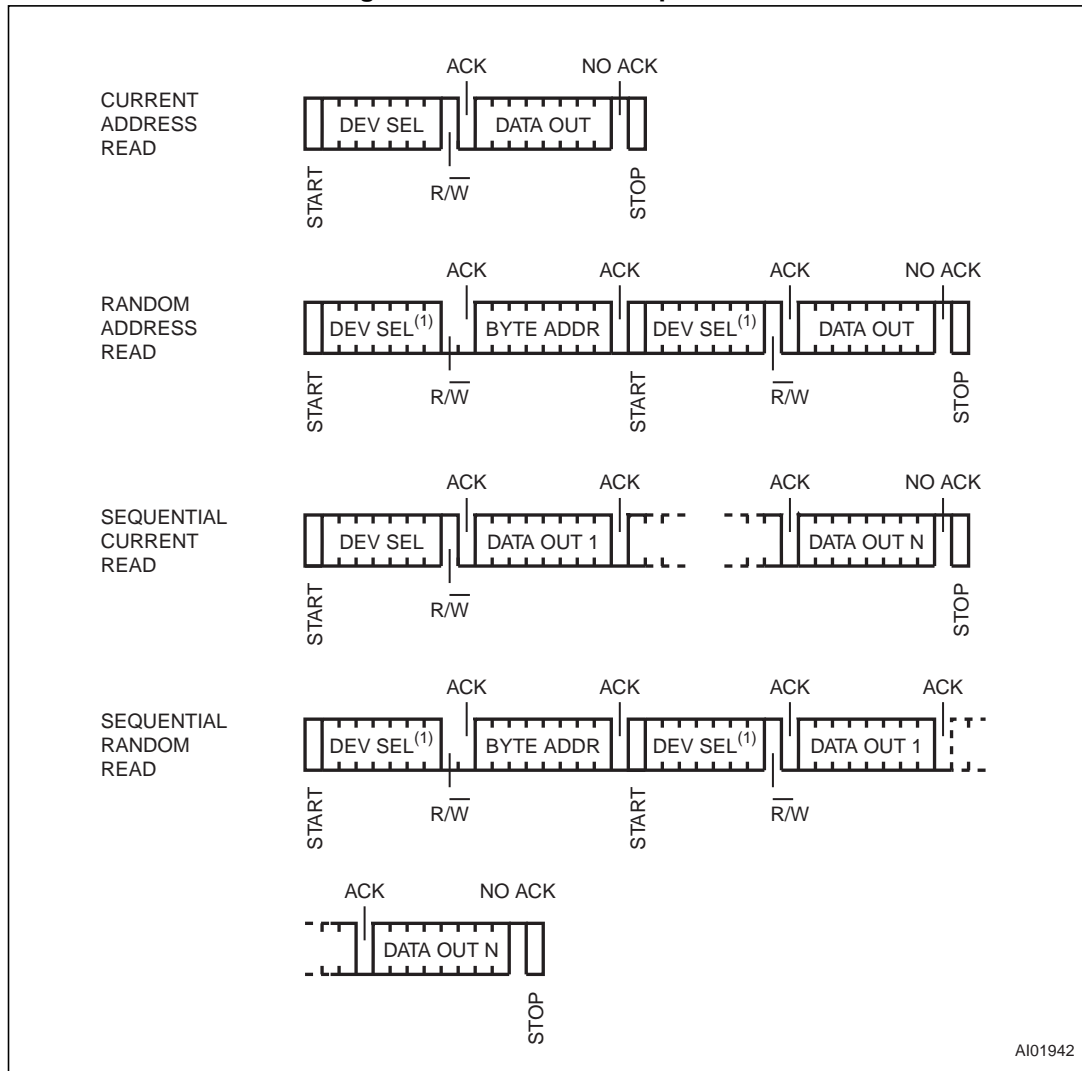 ACK NO ACK
CURRENT
ADDRESS
READ
DEV SEL DATA OUT
START R/W̅ STOP
ACK ACK ACK NO ACK
RANDOM
ADDRESS
READ
DEV SEL(1) BYTE ADDR DEV SEL(1) DATA OUT
START R/W̅ START R̅/W STOP
ACK ACK ACK NO ACK
SEQUENTIAL
CURRENT
READ
DEV SEL DATA OUT 1 DATA OUT N
START R/W̅ STOP
ACK ACK ACK ACK
SEQUENTIAL
RANDOM
READ
DEV SEL(1) BYTE ADDR DEV SEL(1) DATA OUT 1
START R/W̅ START R̅/W
ACK NO ACK
DATA OUT N
STOP
AI01942